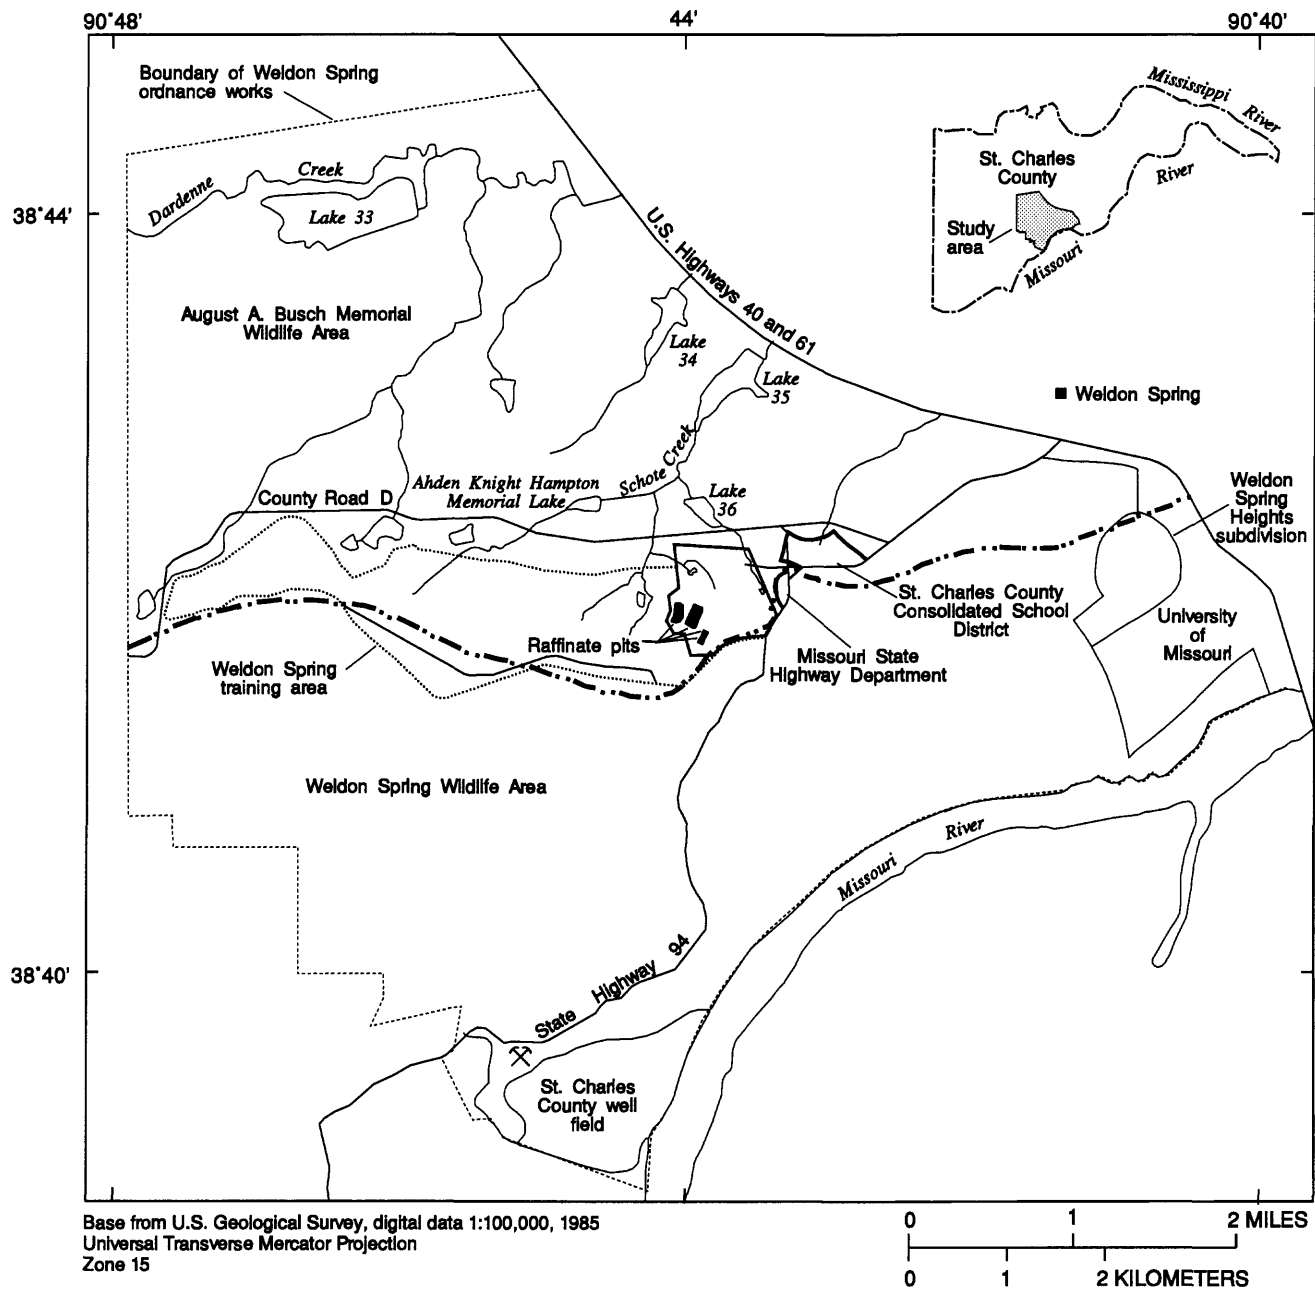 90°48'
44'
90°40'
Boundary of Weldon Spring
ordnance works
Mississippi River
St. Charles
County
River
Study
area
Missouri
38°44'
Dardenne Creek
Lake 33
U.S. Highways 40 and 61
August A. Busch Memorial
Wildlife Area
Lake
34
Lake
35
Weldon Spring
Schote Creek
Ahden Knight Hampton
Memorial Lake
County Road D
Lake
36
Weldon
Spring
Heights
subdivision
St. Charles County
Consolidated School
District
University
of
Missouri
Raffinate pits
Missouri State
Highway Department
Weldon Spring
training area
Weldon Spring Wildlife Area
Missouri River
38°40'
State Highway 94
St. Charles
County well
field
Base from U.S. Geological Survey, digital data 1:100,000, 1985
Universal Transverse Mercator Projection
Zone 15
0 1 2 MILES
0 1 2 KILOMETERS